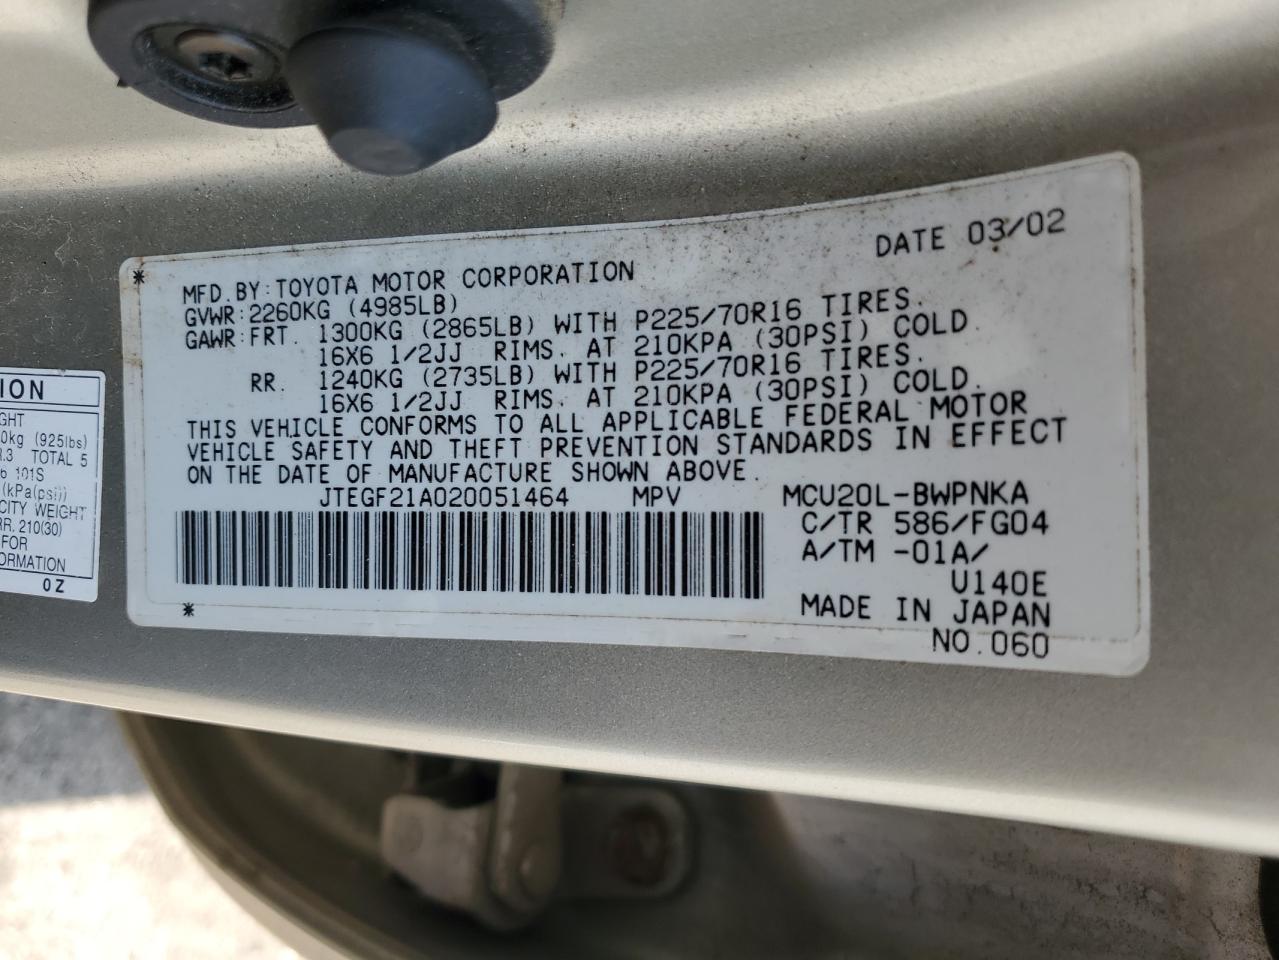 DATE 03/02
MFD. BY: TOYOTA MOTOR CORPORATION
GVWR: 2260KG (4985LB)
GAWR: FRT. 1300KG (2865LB) WITH P225/70R16 TIRES.
16X6 1/2JJ RIMS. AT 210KPA (30PSI) COLD.
RR. 1240KG (2735LB) WITH P225/70R16 TIRES.
16X6 1/2JJ RIMS. AT 210KPA (30PSI) COLD.
THIS VEHICLE CONFORMS TO ALL APPLICABLE FEDERAL MOTOR
VEHICLE SAFETY AND THEFT PREVENTION STANDARDS IN EFFECT
ON THE DATE OF MANUFACTURE SHOWN ABOVE.
JTEGF21A020051464 MPV MCU20L-BWPNKA
C/TR 586/FG04
A/TM -01A/
U140E
MADE IN JAPAN
NO.060
ION
GHT
0kg (925lbs)
R.3 TOTAL 5
6 101S
(kPa(psi))
CITY WEIGHT
RR. 210(30)
FOR
ORMATION
0Z